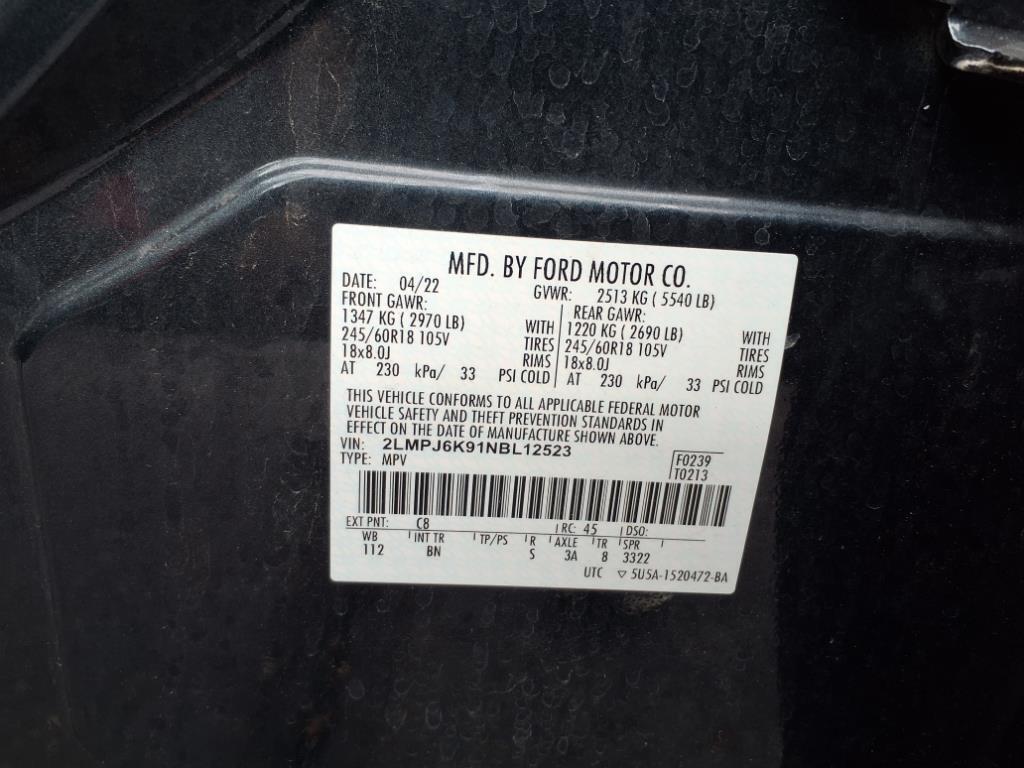 MFD. BY FORD MOTOR CO.
DATE: 04/22 GVWR: 2513 KG ( 5540 LB)
FRONT GAWR: REAR GAWR:
1347 KG ( 2970 LB) WITH 1220 KG ( 2690 LB) WITH
245/60R18 105V TIRES 245/60R18 105V TIRES
18x8.0J RIMS 18x8.0J RIMS
AT 230 kPa/ 33 PSI COLD AT 230 kPa/ 33 PSI COLD
THIS VEHICLE CONFORMS TO ALL APPLICABLE FEDERAL MOTOR
VEHICLE SAFETY AND THEFT PREVENTION STANDARDS IN
EFFECT ON THE DATE OF MANUFACTURE SHOWN ABOVE.
VIN: 2LMPJ6K91NBL12523
TYPE: MPV
F0239
T0213
EXT PNT: C8 RC: 45 DSO:
WB INT TR TP/PS R AXLE TR SPR
112 BN S 3A 8 3322
UTC ▽ 5U5A-1520472-BA